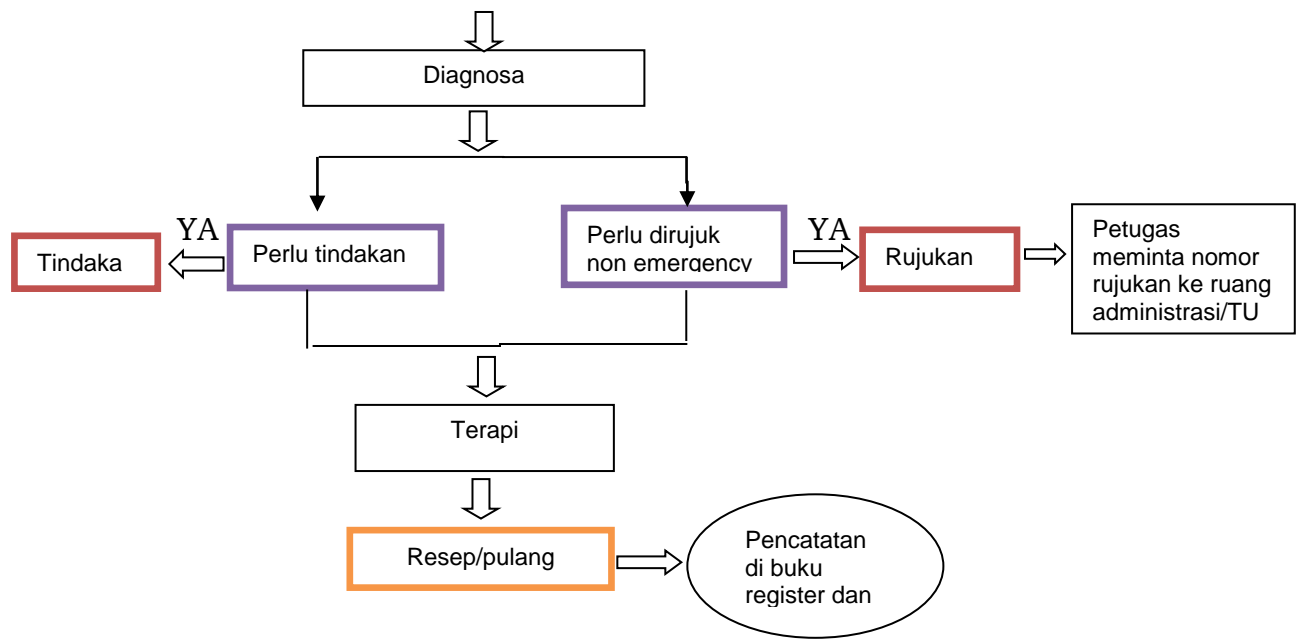 Diagnosa
YA
YA
Tindaka
Perlu tindakan
Perlu dirujuk
non emergency
Rujukan
Petugas
meminta nomor
rujukan ke ruang
administrasi/TU
Terapi
Resep/pulang
Pencatatan
di buku
register dan